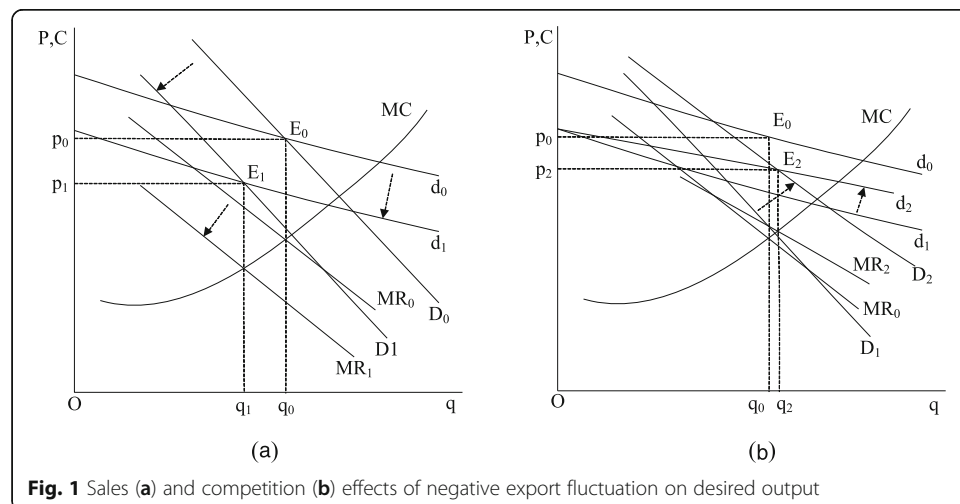 P,C
MC
E₀
p₀
E₁
p₁
d₀
d₁
MR₀
D₀
D1
MR₁
O
q₁
q₀
q
(a)
P,C
MC
E₀
p₀
E₂
p₂
d₀
d₂
d₁
MR₂
D₂
MR₀
D₁
O
q₀
q₂
q
(b)
Fig. 1 Sales (a) and competition (b) effects of negative export fluctuation on desired output